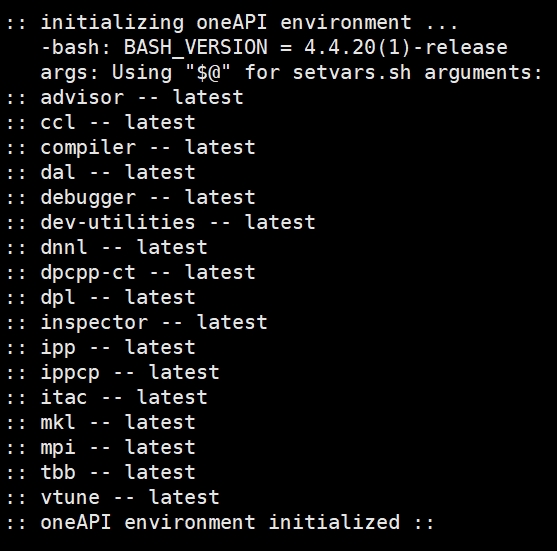 :: initializing oneAPI environment ...
   -bash: BASH_VERSION = 4.4.20(1)-release
   args: Using "$@" for setvars.sh arguments:
:: advisor -- latest
:: ccl -- latest
:: compiler -- latest
:: dal -- latest
:: debugger -- latest
:: dev-utilities -- latest
:: dnnl -- latest
:: dpcpp-ct -- latest
:: dpl -- latest
:: inspector -- latest
:: ipp -- latest
:: ippcp -- latest
:: itac -- latest
:: mkl -- latest
:: mpi -- latest
:: tbb -- latest
:: vtune -- latest
:: oneAPI environment initialized ::